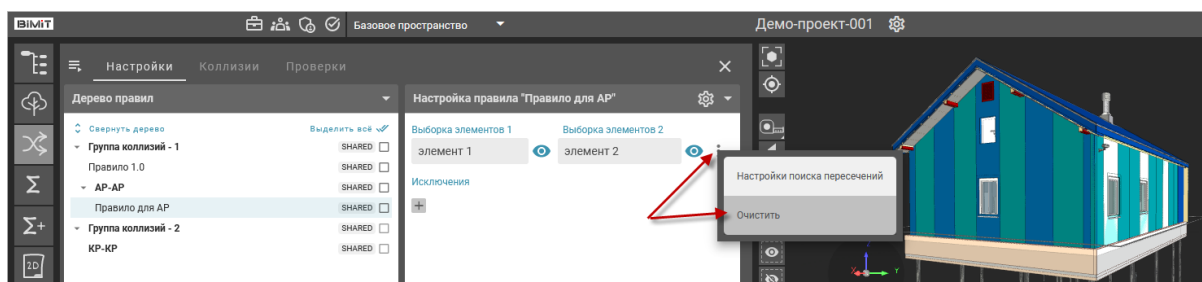 BIMiT
Базовое пространство
Демо-проект-001
Настройки Коллизии Проверки
Дерево правил
Настройка правила "Правило для АР"
Свернуть дерево
Выделить всё
Группа коллизий - 1 SHARED
Правило 1.0 SHARED
АР-АР SHARED
Правило для АР SHARED
Группа коллизий - 2 SHARED
КР-КР SHARED
Выборка элементов 1 Выборка элементов 2
элемент 1 элемент 2
Исключения
Настройки поиска пересечений
Очистить
2D
X Y